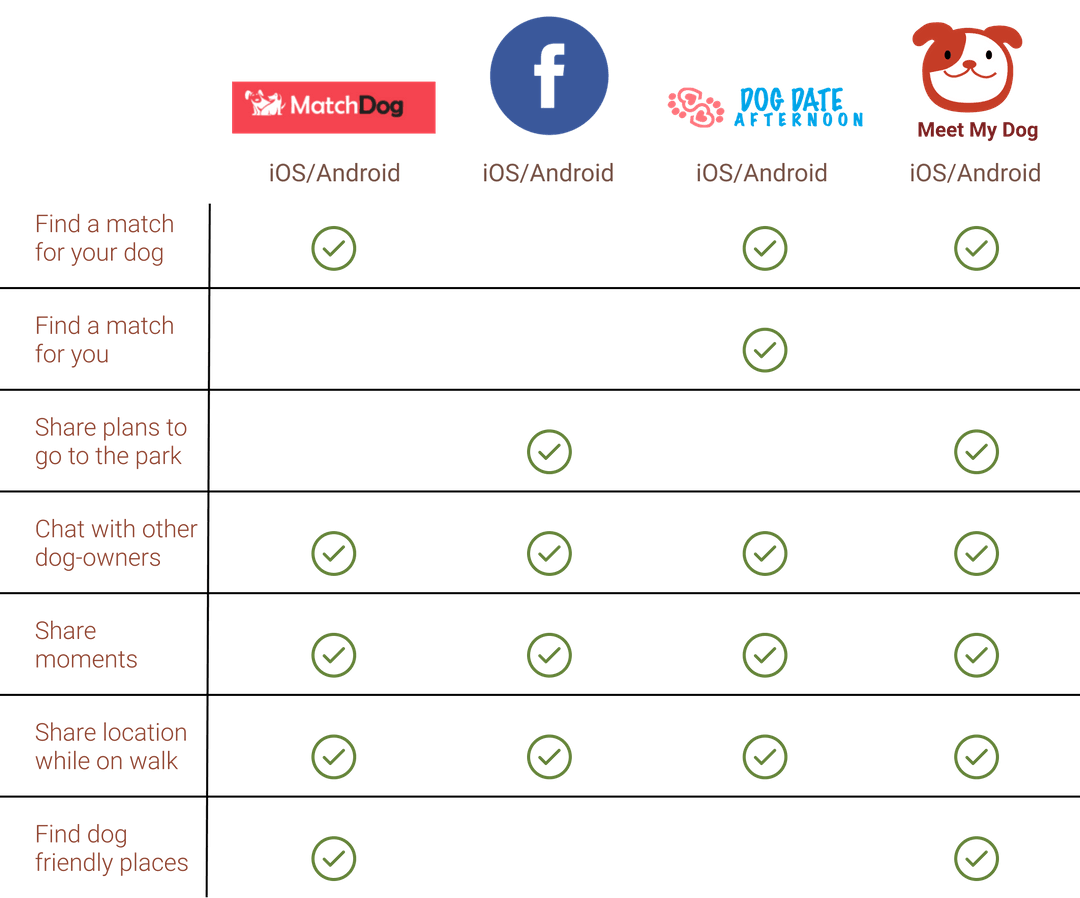 MatchDog
f
DOG DATE
AFTERNOON
Meet My Dog
iOS/Android
iOS/Android
iOS/Android
iOS/Android
Find a match
for your dog
Find a match
for you
Share plans to
go to the park
Chat with other
dog-owners
Share
moments
Share location
while on walk
Find dog
friendly places